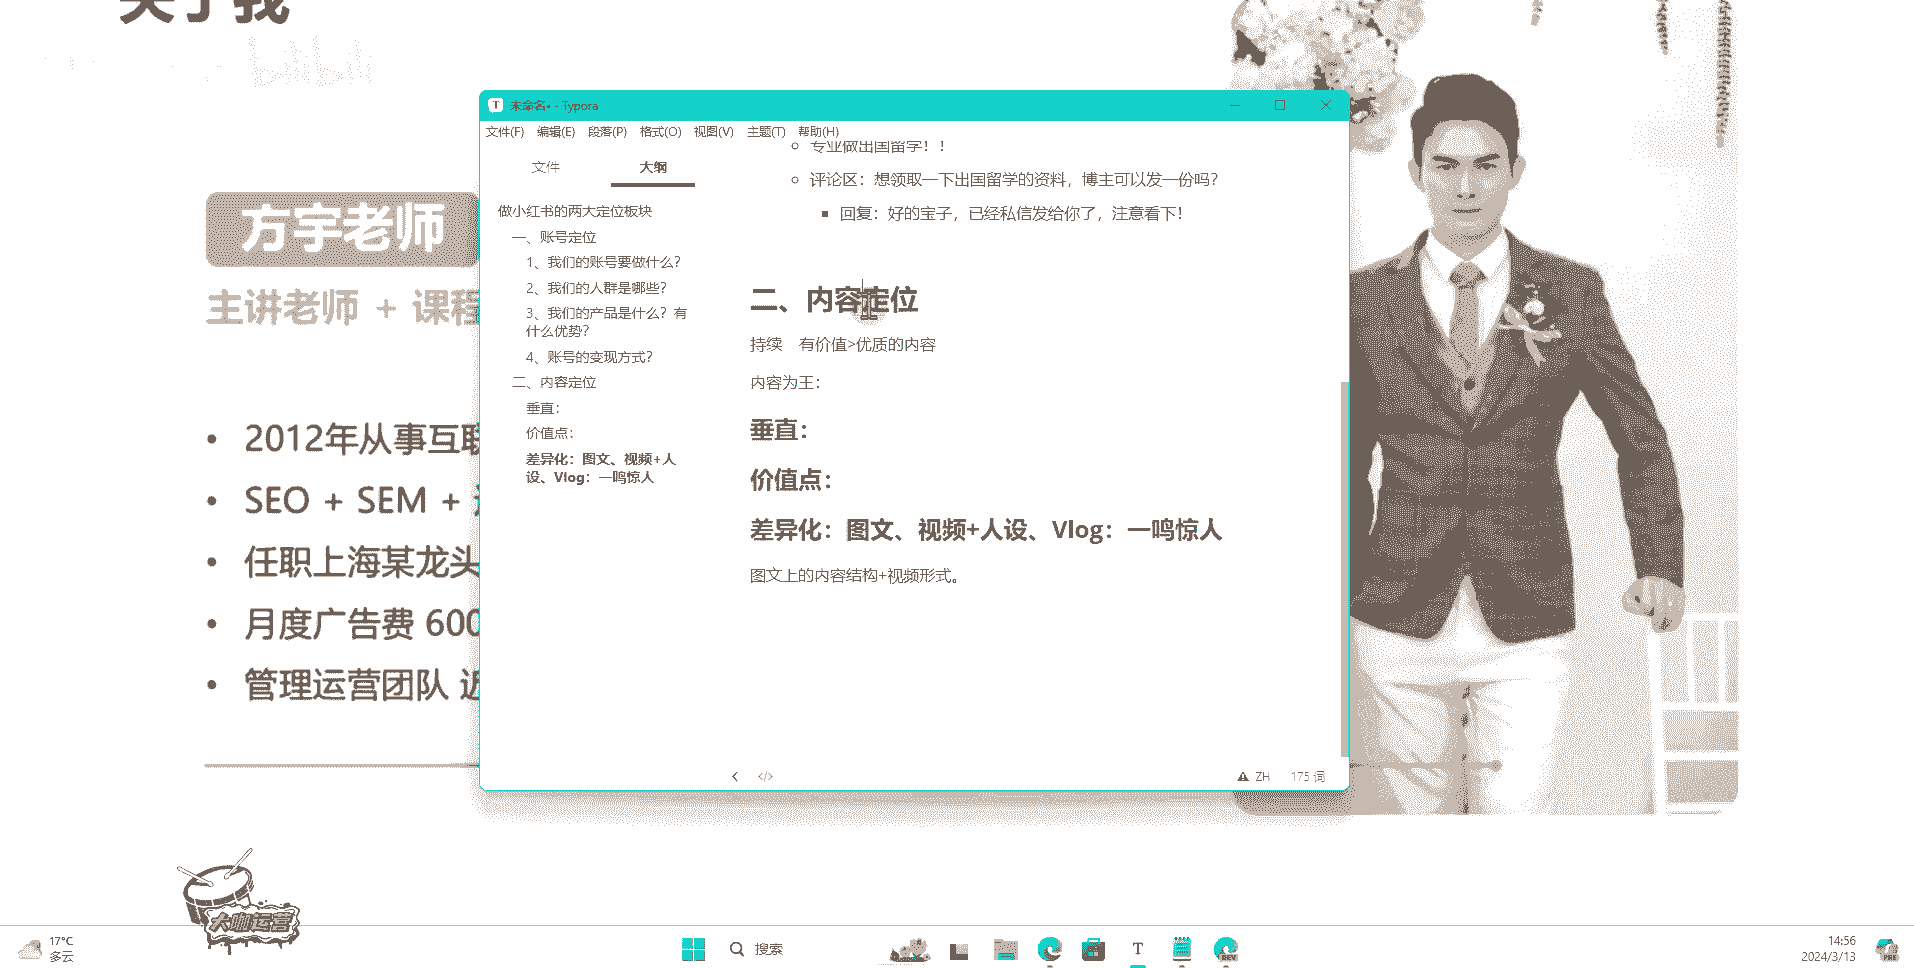 关于我
bilibili
未命名• - Typora
文件(F) 编辑(E) 段落(P) 格式(O) 视图(V) 主题(T) 帮助(H)
文件 大纲
做小红书的两大定位板块
一、账号定位
1、我们的账号要做什么？
2、我们的人群是哪些？
3、我们的产品是什么？有
什么优势？
4、账号的变现方式？
二、内容定位
垂直：
价值点：
差异化：图文、视频+人
设、Vlog：一鸣惊人
专业做出国留学！！
评论区：想领取一下出国留学的资料，博主可以发一份吗？
回复：好的宝子，已经私信发给你了，注意看下！
二、内容定位
持续 有价值>优质的内容
内容为王：
垂直：
价值点：
差异化：图文、视频+人设、Vlog：一鸣惊人
图文上的内容结构+视频形式。
ZH 175 词
方宇老师
主讲老师 + 课程
2012年从事互联
SEO + SEM +
任职上海某龙头
月度广告费 600
管理运营团队 近
大咖运营
17°C
多云
搜索
T
DEV
14:56
2024/3/13
PRE